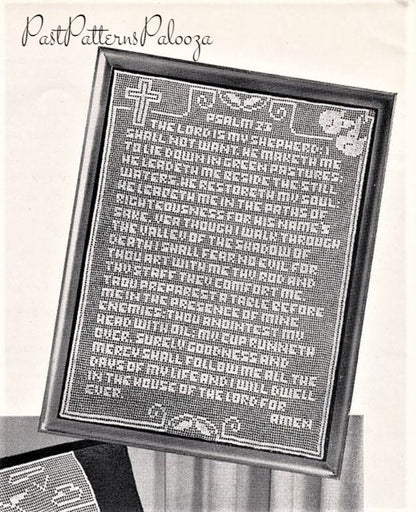 PastPatternsPalooza
PSALM 23
THE LORD IS MY SHEPHERD: I
SHALL NOT WANT. HE MAKETH ME
TO LIE DOWN IN GREEN PASTURES
HE LEADETH ME BESIDE THE STILL
WATERS. HE RESTORETH MY SOUL.
HE LEADETH ME IN THE PATHS OF
RIGHTEOUSNESS FOR HIS NAME'S
SAKE. YEA THOUGH I WALK THROUGH
THE VALLEY OF THE SHADOW OF
DEATH I SHALL FEAR NO EVIL FOR
THOU ART WITH ME THY ROD AND
THY STAFF THEY COMFORT ME.
THOU PREPAREST A TABLE BEFORE
ME IN THE PRESENCE OF MINE
ENEMIES: THOU ANOINTEST MY
HEAD WITH OIL: MY CUP RUNNETH
OVER. SURELY GOODNESS AND
MERCY SHALL FOLLOW ME ALL THE
DAYS OF MY LIFE AND I WILL DWELL
IN THE HOUSE OF THE LORD FOR
EVER.
AMEN